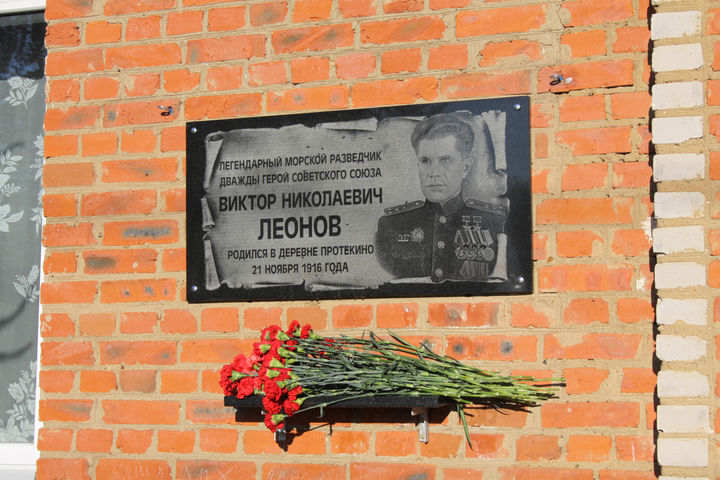 ЛЕГЕНДАРНЫЙ МОРСКОЙ РАЗВЕДЧИК
ДВАЖДЫ ГЕРОЙ СОВЕТСКОГО СОЮЗА
ВИКТОР НИКОЛАЕВИЧ
ЛЕОНОВ
РОДИЛСЯ В ДЕРЕВНЕ ПРОТЕКИНО
21 НОЯБРЯ 1916 ГОДА